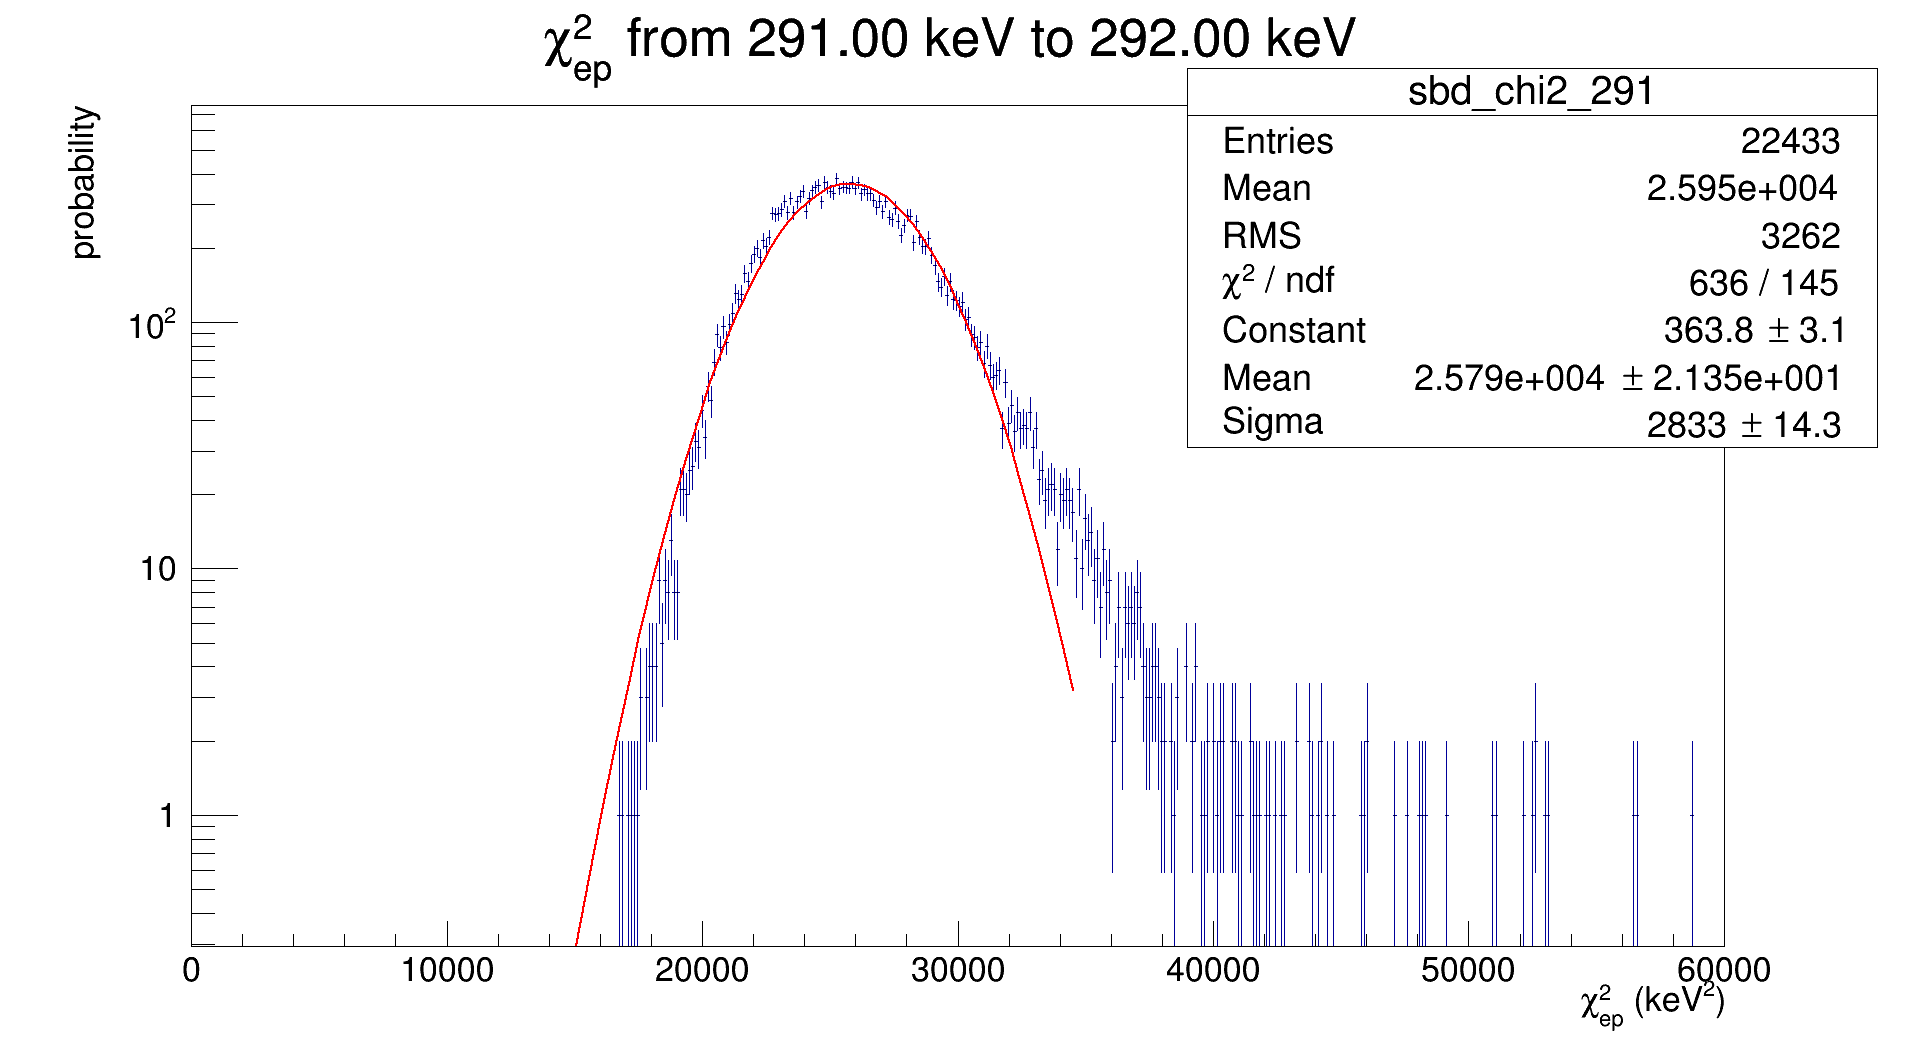 χ²ep from 291.00 keV to 292.00 keV
sbd_chi2_291
Entries 22433
Mean 2.595e+004
RMS 3262
χ² / ndf 636 / 145
Constant 363.8 ± 3.1
Mean 2.579e+004 ± 2.135e+001
Sigma 2833 ± 14.3
probability
10²
10
1
0 10000 20000 30000 40000 50000 60000
χ²ep (keV²)